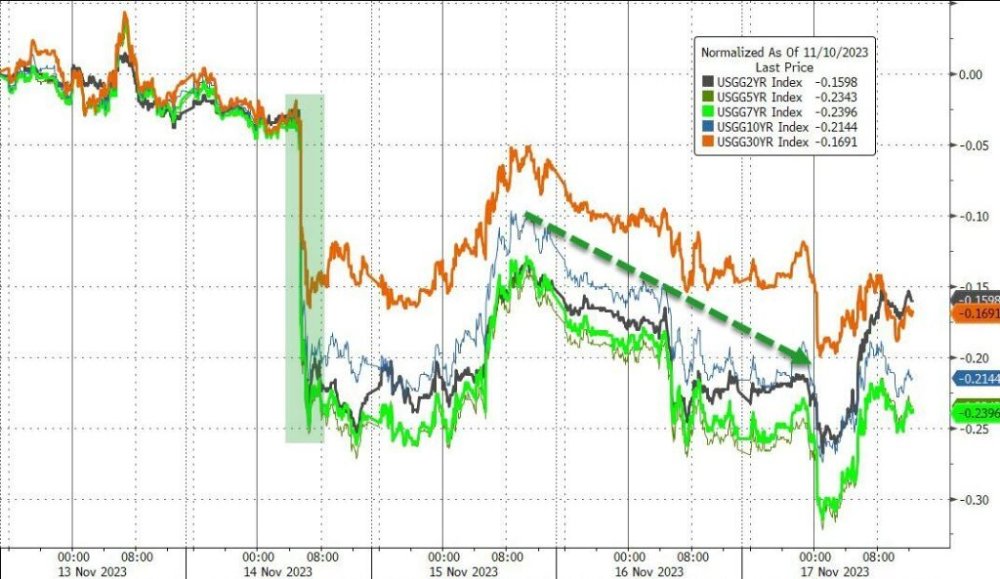 Normalized As Of 11/10/2023
Last Price
USGG2YR Index -0.1598
USGG5YR Index -0.2343
USGG7YR Index -0.2396
USGG10YR Index -0.2144
USGG30YR Index -0.1691
0.00
-0.05
-0.10
-0.15
-0.1598
-0.1691
-0.20
-0.2144
-0.2396
-0.25
-0.30
00:00 08:00 00:00 08:00 00:00 08:00 00:00 08:00 00:00 08:00
13 Nov 2023 14 Nov 2023 15 Nov 2023 16 Nov 2023 17 Nov 2023